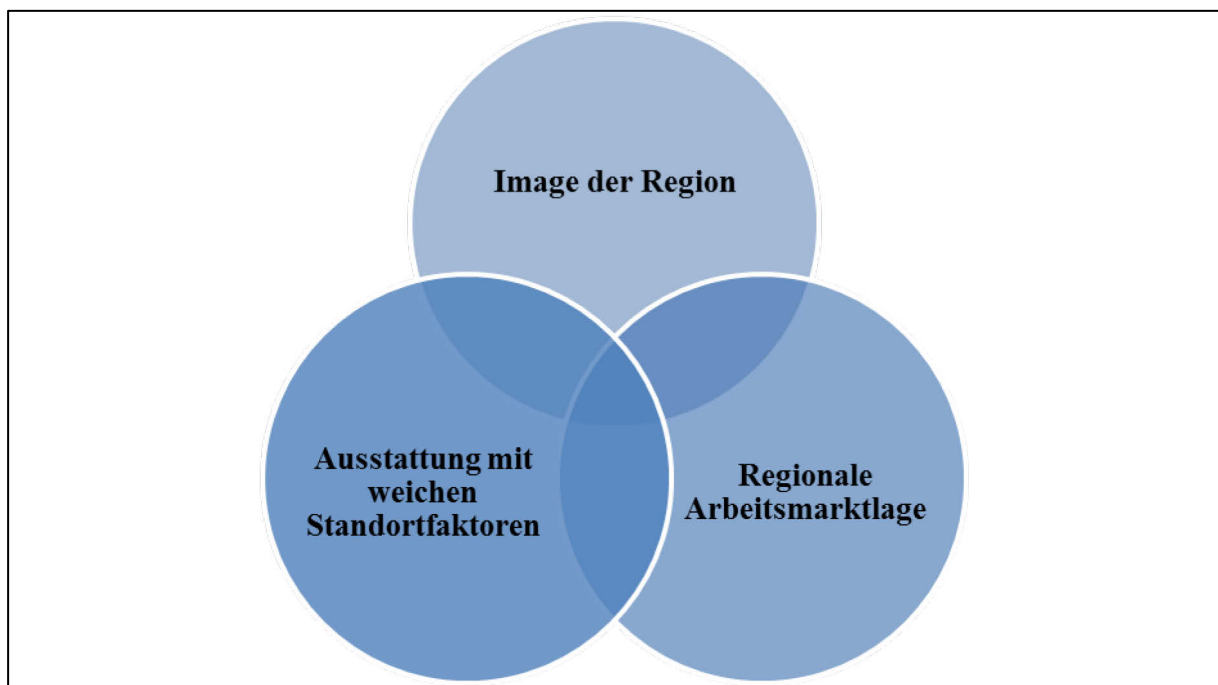 Image der Region
Ausstattung mit
weichen
Standortfaktoren
Regionale
Arbeitsmarktlage